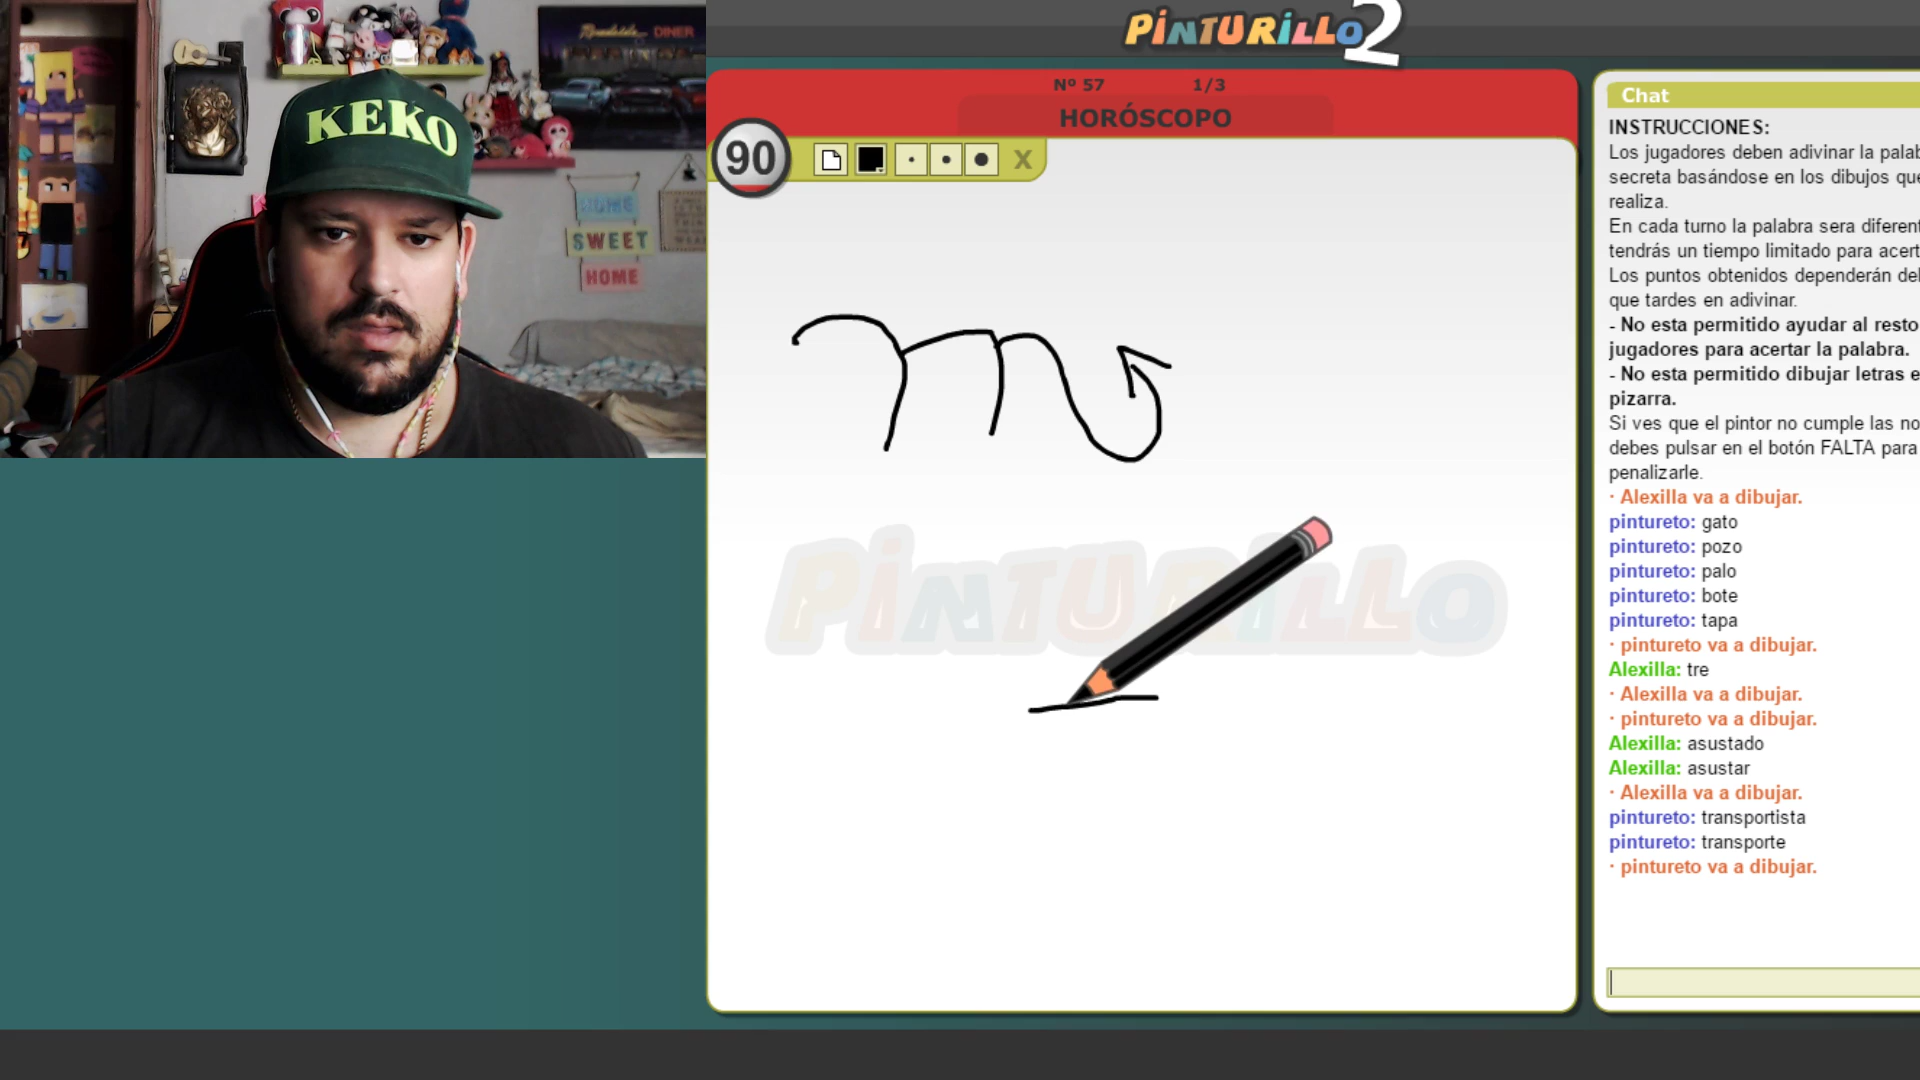 Roadside DINER
KEKO
HOME
SWEET
HOME
PINTURILLO 2
Nº 57 1/3
HORÓSCOPO
90
X
PINTURILLO
Chat
INSTRUCCIONES:
Los jugadores deben adivinar la palab
secreta basándose en los dibujos que
realiza.
En cada turno la palabra sera diferent
tendrás un tiempo limitado para acert
Los puntos obtenidos dependerán del
que tardes en adivinar.
- No esta permitido ayudar al resto
jugadores para acertar la palabra.
- No esta permitido dibujar letras e
pizarra.
Si ves que el pintor no cumple las no
debes pulsar en el botón FALTA para
penalizarle.
· Alexilla va a dibujar.
pintureto: gato
pintureto: pozo
pintureto: palo
pintureto: bote
pintureto: tapa
· pintureto va a dibujar.
Alexilla: tre
· Alexilla va a dibujar.
· pintureto va a dibujar.
Alexilla: asustado
Alexilla: asustar
· Alexilla va a dibujar.
pintureto: transportista
pintureto: transporte
· pintureto va a dibujar.